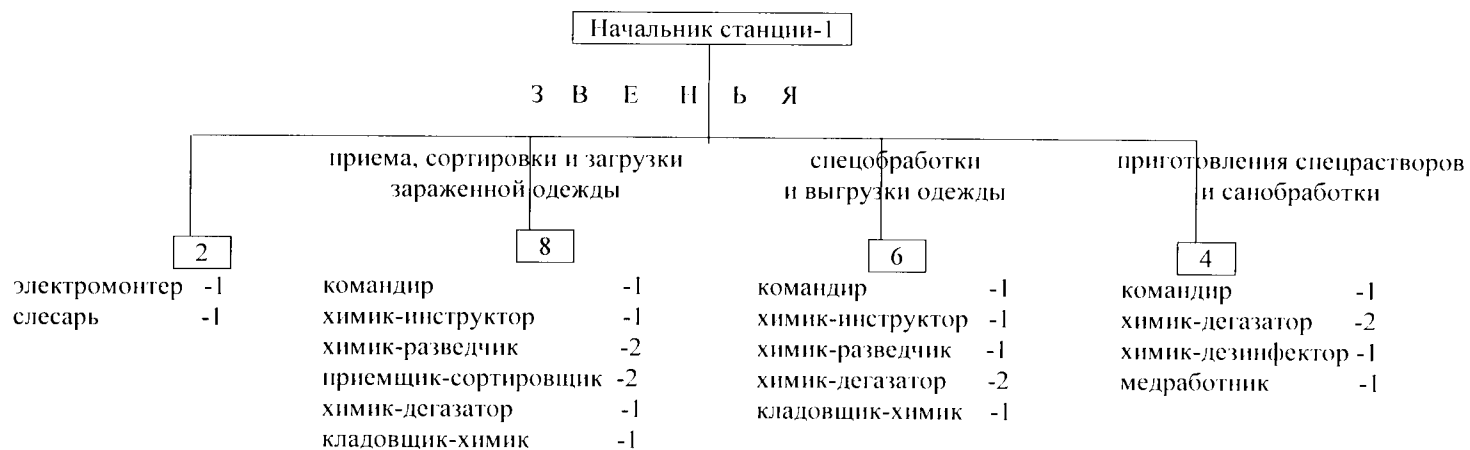 Начальник станции-1
З В Е Н Ь Я
приема, сортировки и загрузки
зараженной одежды
спецобработки
и выгрузки одежды
приготовления спецрастворов
и санобработки
2
электромонтер -1
слесарь -1
8
командир -1
химик-инструктор -1
химик-разведчик -2
приемщик-сортировщик -2
химик-дегазатор -1
кладовщик-химик -1
6
командир -1
химик-инструктор -1
химик-разведчик -1
химик-дегазатор -2
кладовщик-химик -1
4
командир -1
химик-дегазатор -2
химик-дезинфектор -1
медработник -1